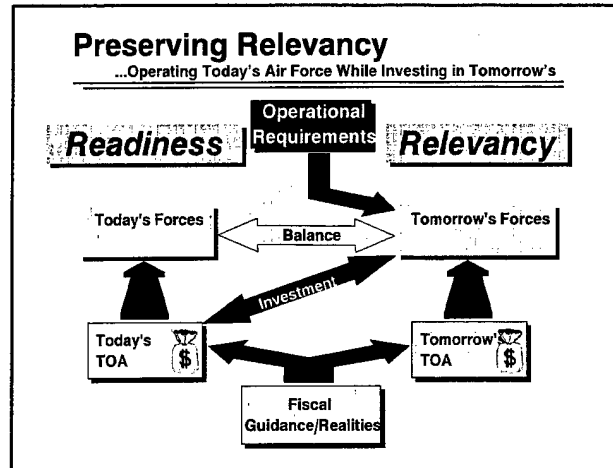 Preserving Relevancy
...Operating Today's Air Force While Investing in Tomorrow's
Operational
Requirements
Readiness
Relevancy
Today's Forces
Balance
Tomorrow's Forces
Investment
Today's
TOA
$
Tomorrow'
TOA
$
Fiscal
Guidance/Realities